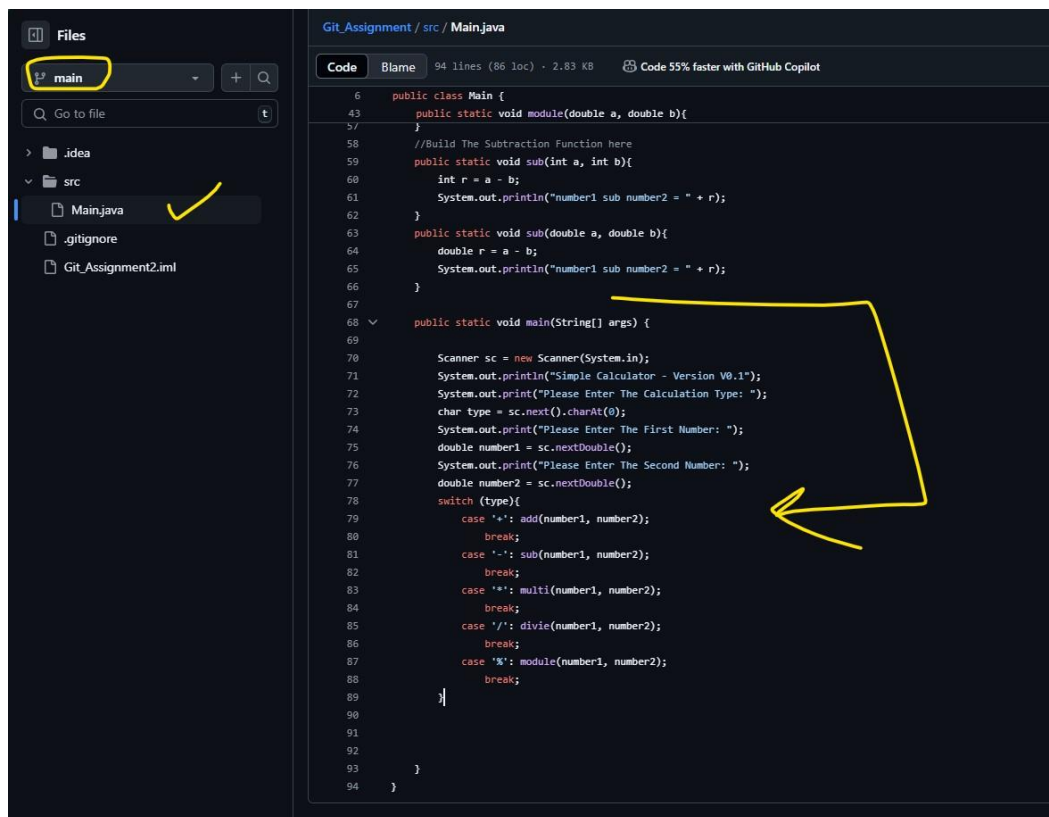 Files
main
Go to file
t
.idea
src
Main.java
.gitignore
Git_Assignment2.iml
Git_Assignment / src / Main.java
Code Blame 94 lines (86 loc) · 2.83 KB Code 55% faster with GitHub Copilot
6 public class Main {
43 public static void module(double a, double b){
57 }
58 //Build The Subtraction Function here
59 public static void sub(int a, int b){
60 int r = a - b;
61 System.out.println("number1 sub number2 = " + r);
62 }
63 public static void sub(double a, double b){
64 double r = a - b;
65 System.out.println("number1 sub number2 = " + r);
66 }
67
68 public static void main(String[] args) {
69
70 Scanner sc = new Scanner(System.in);
71 System.out.println("Simple Calculator - Version V0.1");
72 System.out.print("Please Enter The Calculation Type: ");
73 char type = sc.next().charAt(0);
74 System.out.print("Please Enter The First Number: ");
75 double number1 = sc.nextDouble();
76 System.out.print("Please Enter The Second Number: ");
77 double number2 = sc.nextDouble();
78 switch (type){
79 case '+': add(number1, number2);
80 break;
81 case '-': sub(number1, number2);
82 break;
83 case '*': multi(number1, number2);
84 break;
85 case '/': divie(number1, number2);
86 break;
87 case '%': module(number1, number2);
88 break;
89 }
90
91
92
93 }
94 }